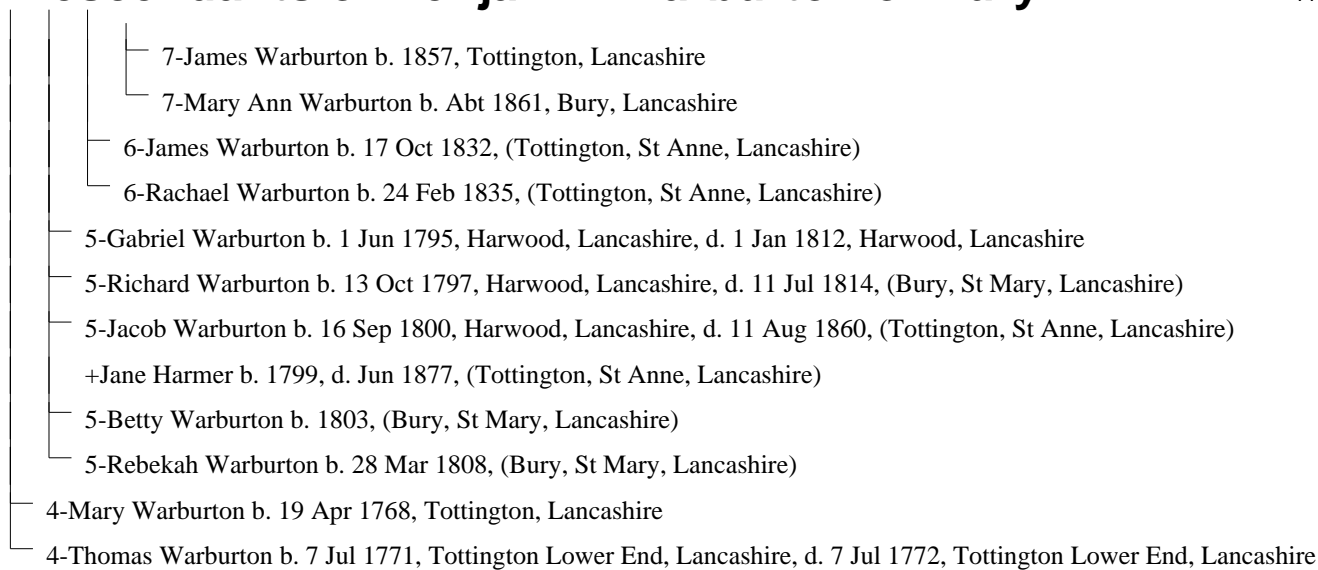 7-James Warburton b. 1857, Tottington, Lancashire
7-Mary Ann Warburton b. Abt 1861, Bury, Lancashire
6-James Warburton b. 17 Oct 1832, (Tottington, St Anne, Lancashire)
6-Rachael Warburton b. 24 Feb 1835, (Tottington, St Anne, Lancashire)
5-Gabriel Warburton b. 1 Jun 1795, Harwood, Lancashire, d. 1 Jan 1812, Harwood, Lancashire
5-Richard Warburton b. 13 Oct 1797, Harwood, Lancashire, d. 11 Jul 1814, (Bury, St Mary, Lancashire)
5-Jacob Warburton b. 16 Sep 1800, Harwood, Lancashire, d. 11 Aug 1860, (Tottington, St Anne, Lancashire)
+Jane Harmer b. 1799, d. Jun 1877, (Tottington, St Anne, Lancashire)
5-Betty Warburton b. 1803, (Bury, St Mary, Lancashire)
5-Rebekah Warburton b. 28 Mar 1808, (Bury, St Mary, Lancashire)
4-Mary Warburton b. 19 Apr 1768, Tottington, Lancashire
4-Thomas Warburton b. 7 Jul 1771, Tottington Lower End, Lancashire, d. 7 Jul 1772, Tottington Lower End, Lancashire